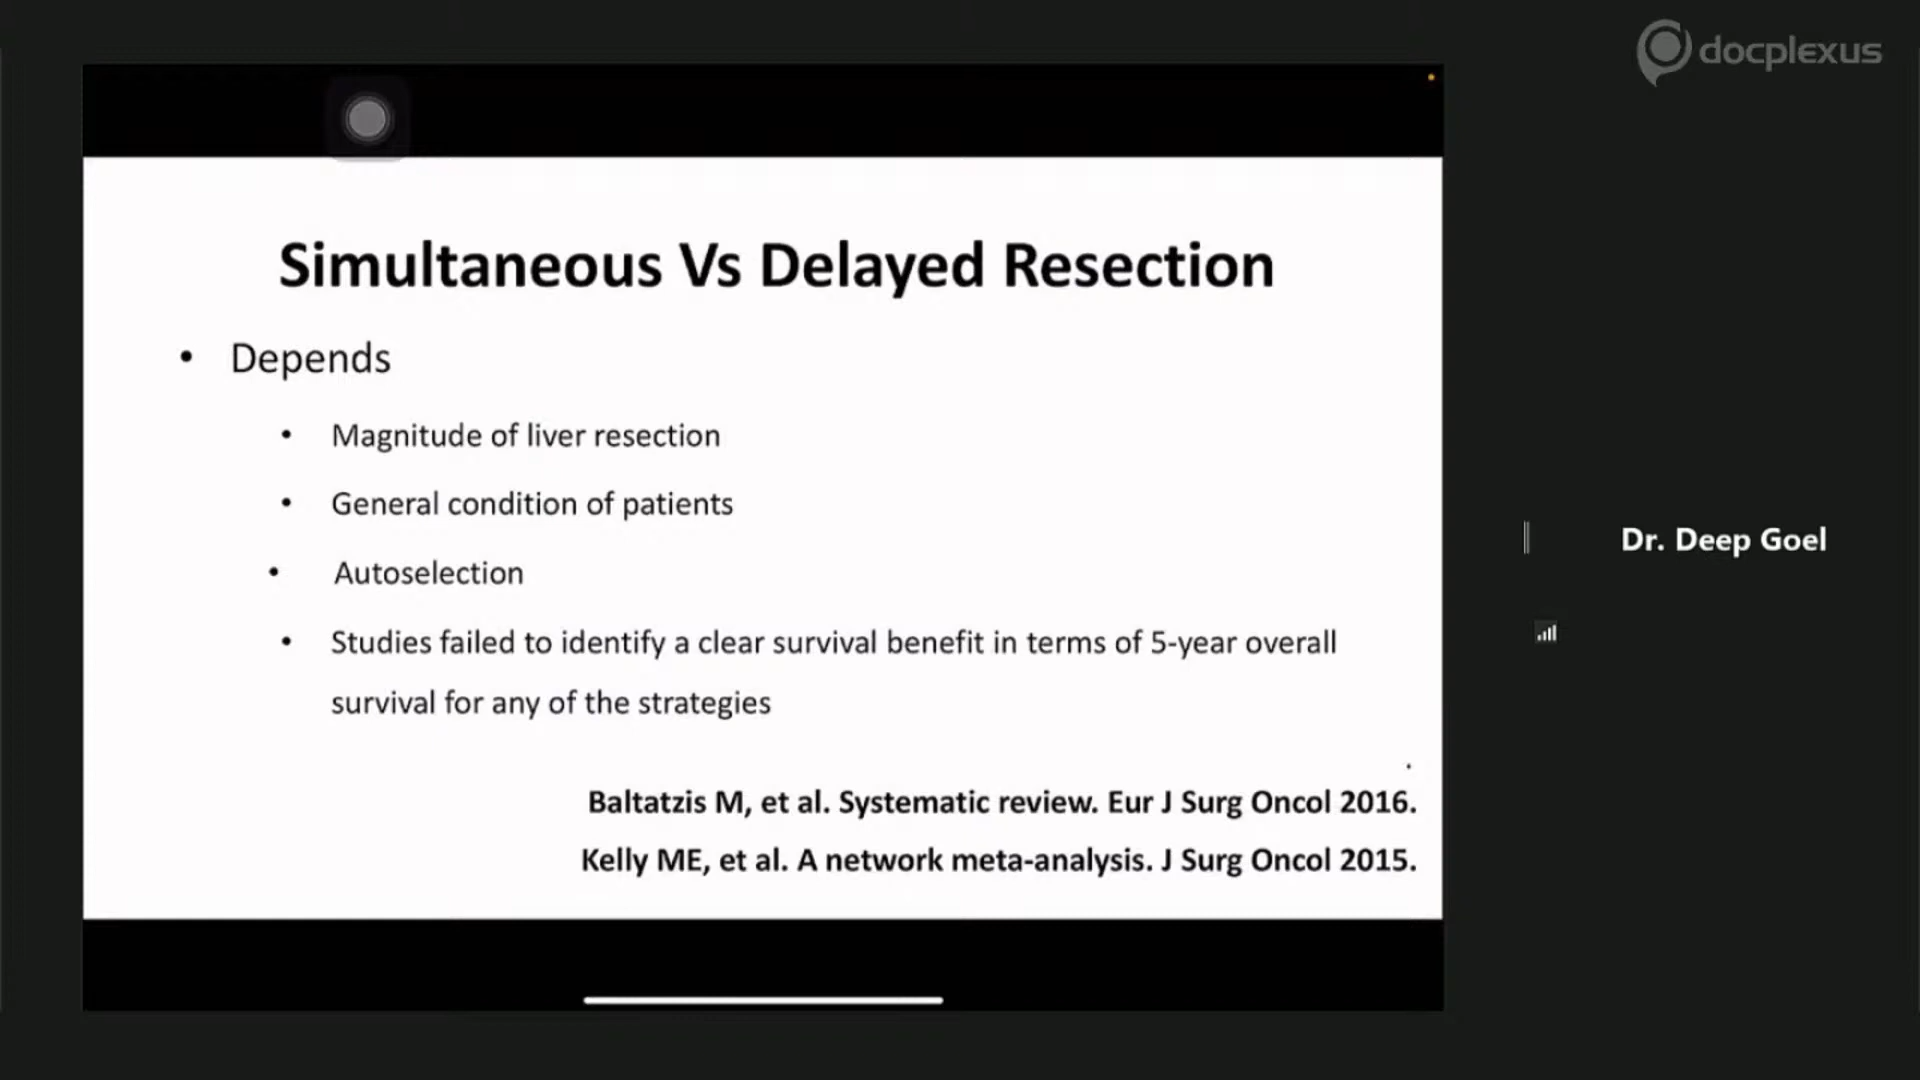 docplexus
Simultaneous Vs Delayed Resection
• Depends
• Magnitude of liver resection
• General condition of patients
• Autoselection
• Studies failed to identify a clear survival benefit in terms of 5-year overall
survival for any of the strategies
.
Baltatzis M, et al. Systematic review. Eur J Surg Oncol 2016.
Kelly ME, et al. A network meta-analysis. J Surg Oncol 2015.
Dr. Deep Goel